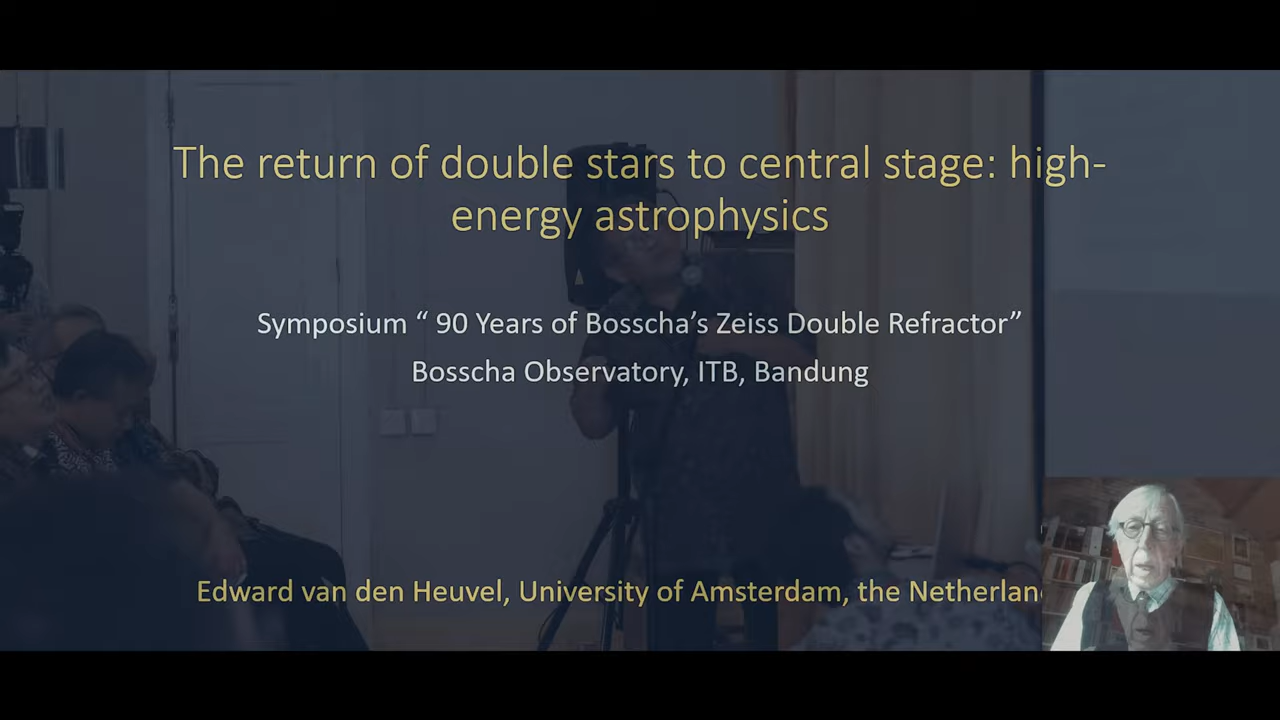 The return of double stars to central stage: high-
energy astrophysics
Symposium “ 90 Years of Bosscha’s Zeiss Double Refractor”
Bosscha Observatory, ITB, Bandung
Edward van den Heuvel, University of Amsterdam, the Netherlan